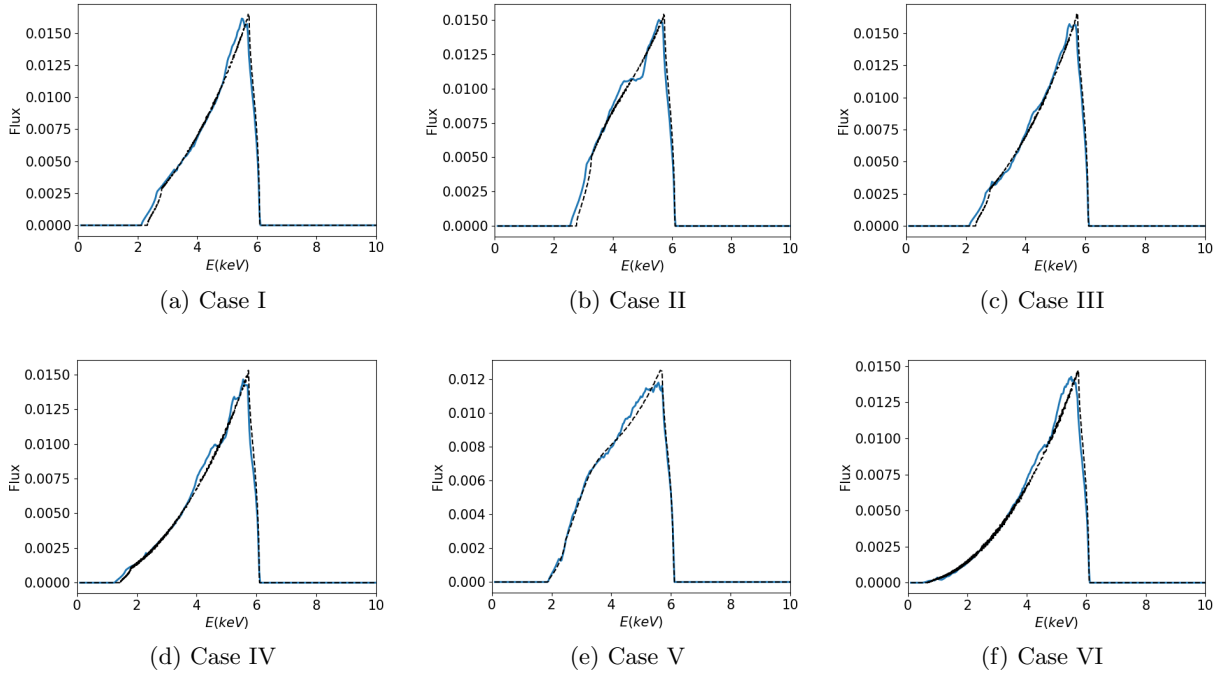 0.0150
0.0125
0.0100
0.0075
0.0050
0.0025
0.0000
Flux
0 2 4 6 8 10
E(keV)
(a) Case I
0.0150
0.0125
0.0100
0.0075
0.0050
0.0025
0.0000
Flux
0 2 4 6 8 10
E(keV)
(b) Case II
0.0150
0.0125
0.0100
0.0075
0.0050
0.0025
0.0000
Flux
0 2 4 6 8 10
E(keV)
(c) Case III
0.0150
0.0125
0.0100
0.0075
0.0050
0.0025
0.0000
Flux
0 2 4 6 8 10
E(keV)
(d) Case IV
0.012
0.010
0.008
0.006
0.004
0.002
0.000
Flux
0 2 4 6 8 10
E(keV)
(e) Case V
0.0150
0.0125
0.0100
0.0075
0.0050
0.0025
0.0000
Flux
0 2 4 6 8 10
E(keV)
(f) Case VI